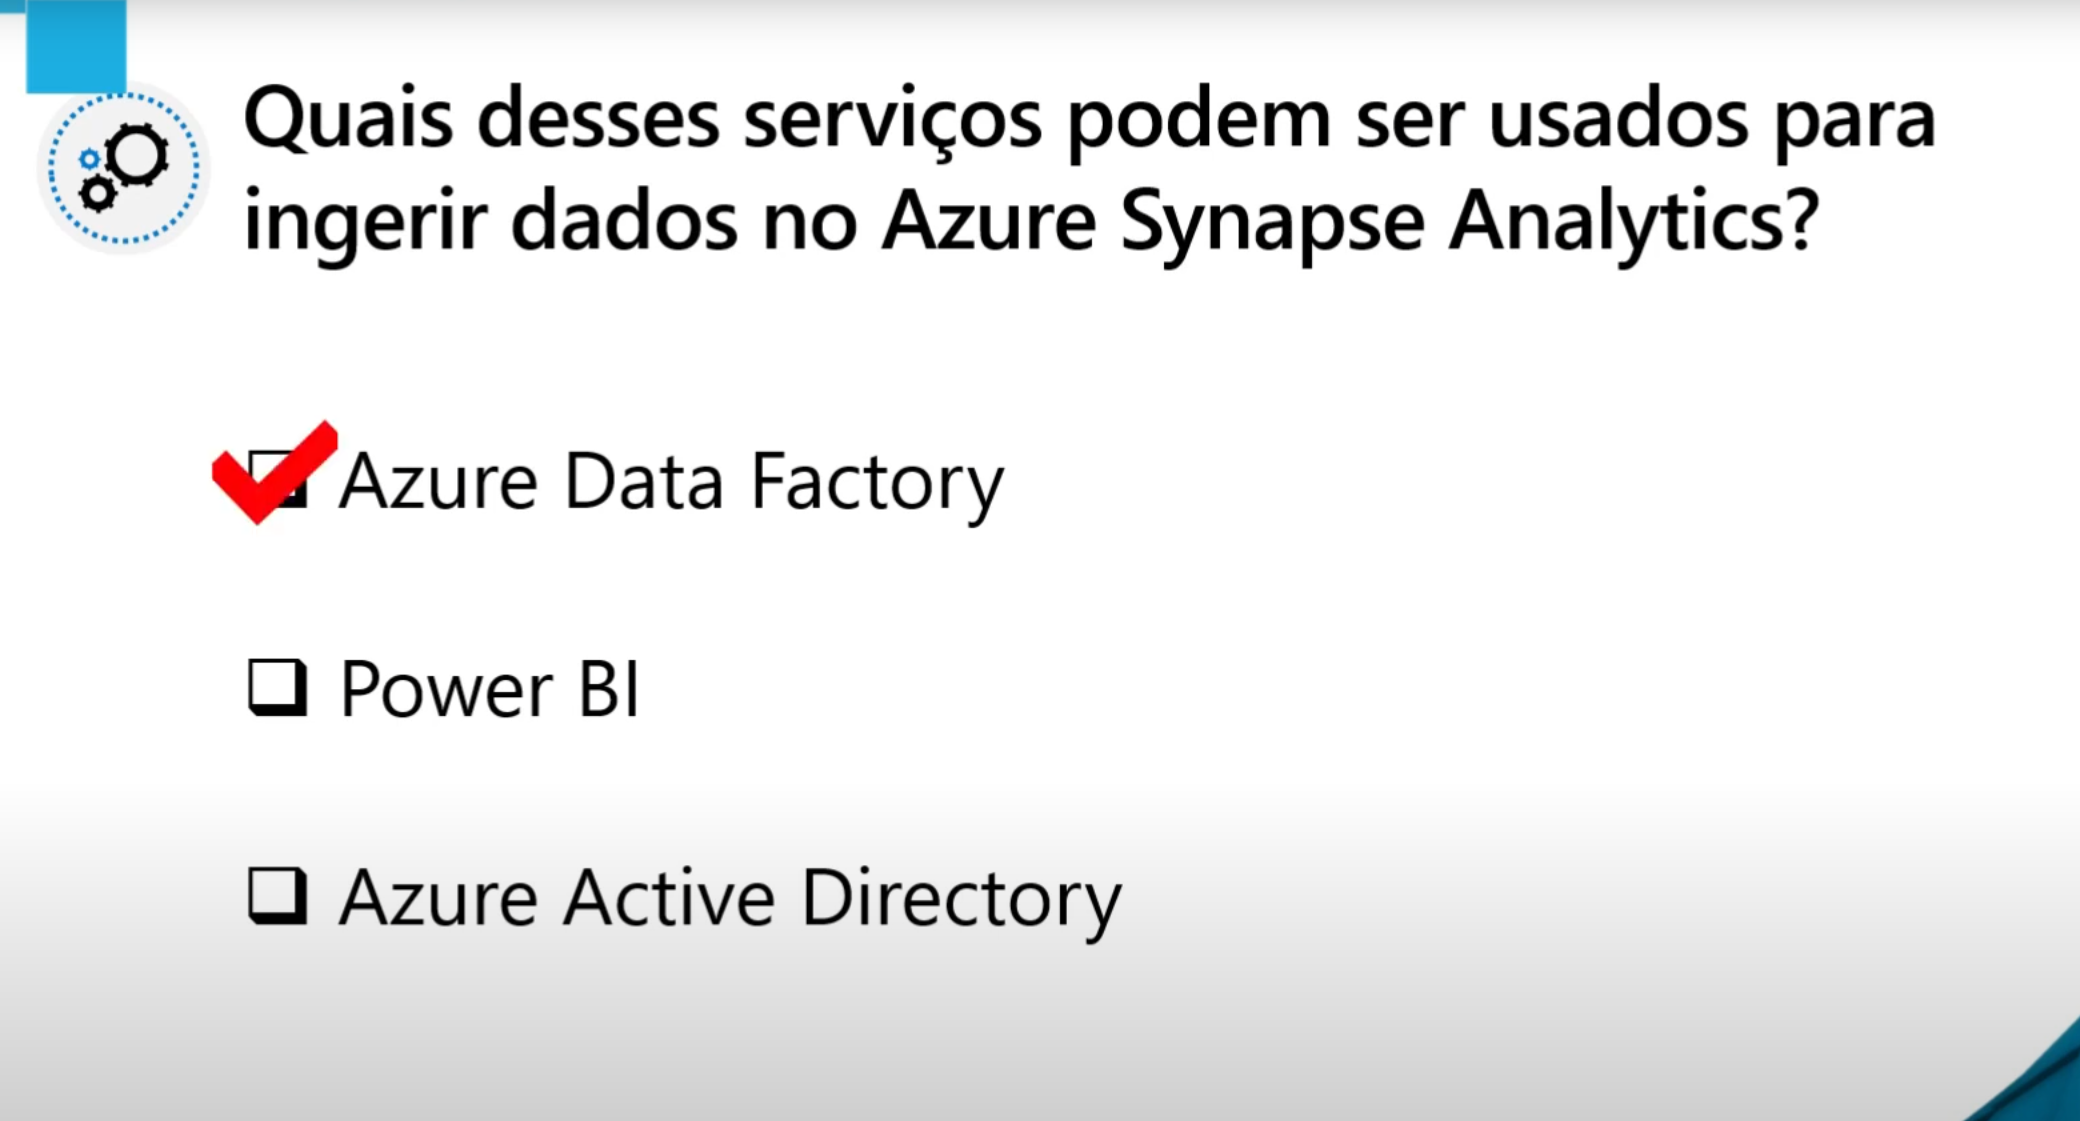 Quais desses serviços podem ser usados para
ingerir dados no Azure Synapse Analytics?
Azure Data Factory
Power BI
Azure Active Directory